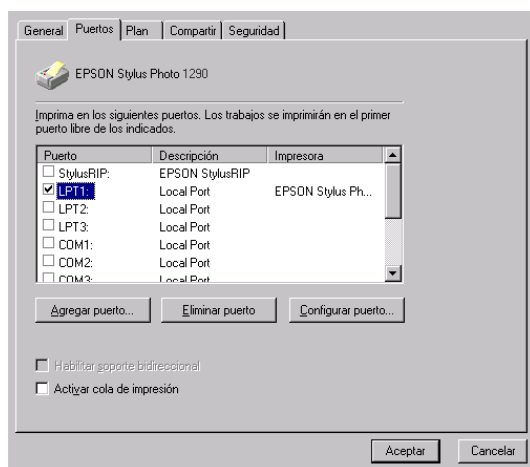 General Puertos Plan Compartir Seguridad
EPSON Stylus Photo 1290
Imprima en los siguientes puertos. Los trabajos se imprimirán en el primer
puerto libre de los indicados.
Puerto Descripción Impresora
StylusRIP: EPSON StylusRIP
LPT1: Local Port EPSON Stylus Ph...
LPT2: Local Port
LPT3: Local Port
COM1: Local Port
COM2: Local Port
COM3: Local Port
Agregar puerto... Eliminar puerto Configurar puerto...
Habilitar soporte bidireccional
Activar cola de impresión
Aceptar Cancelar